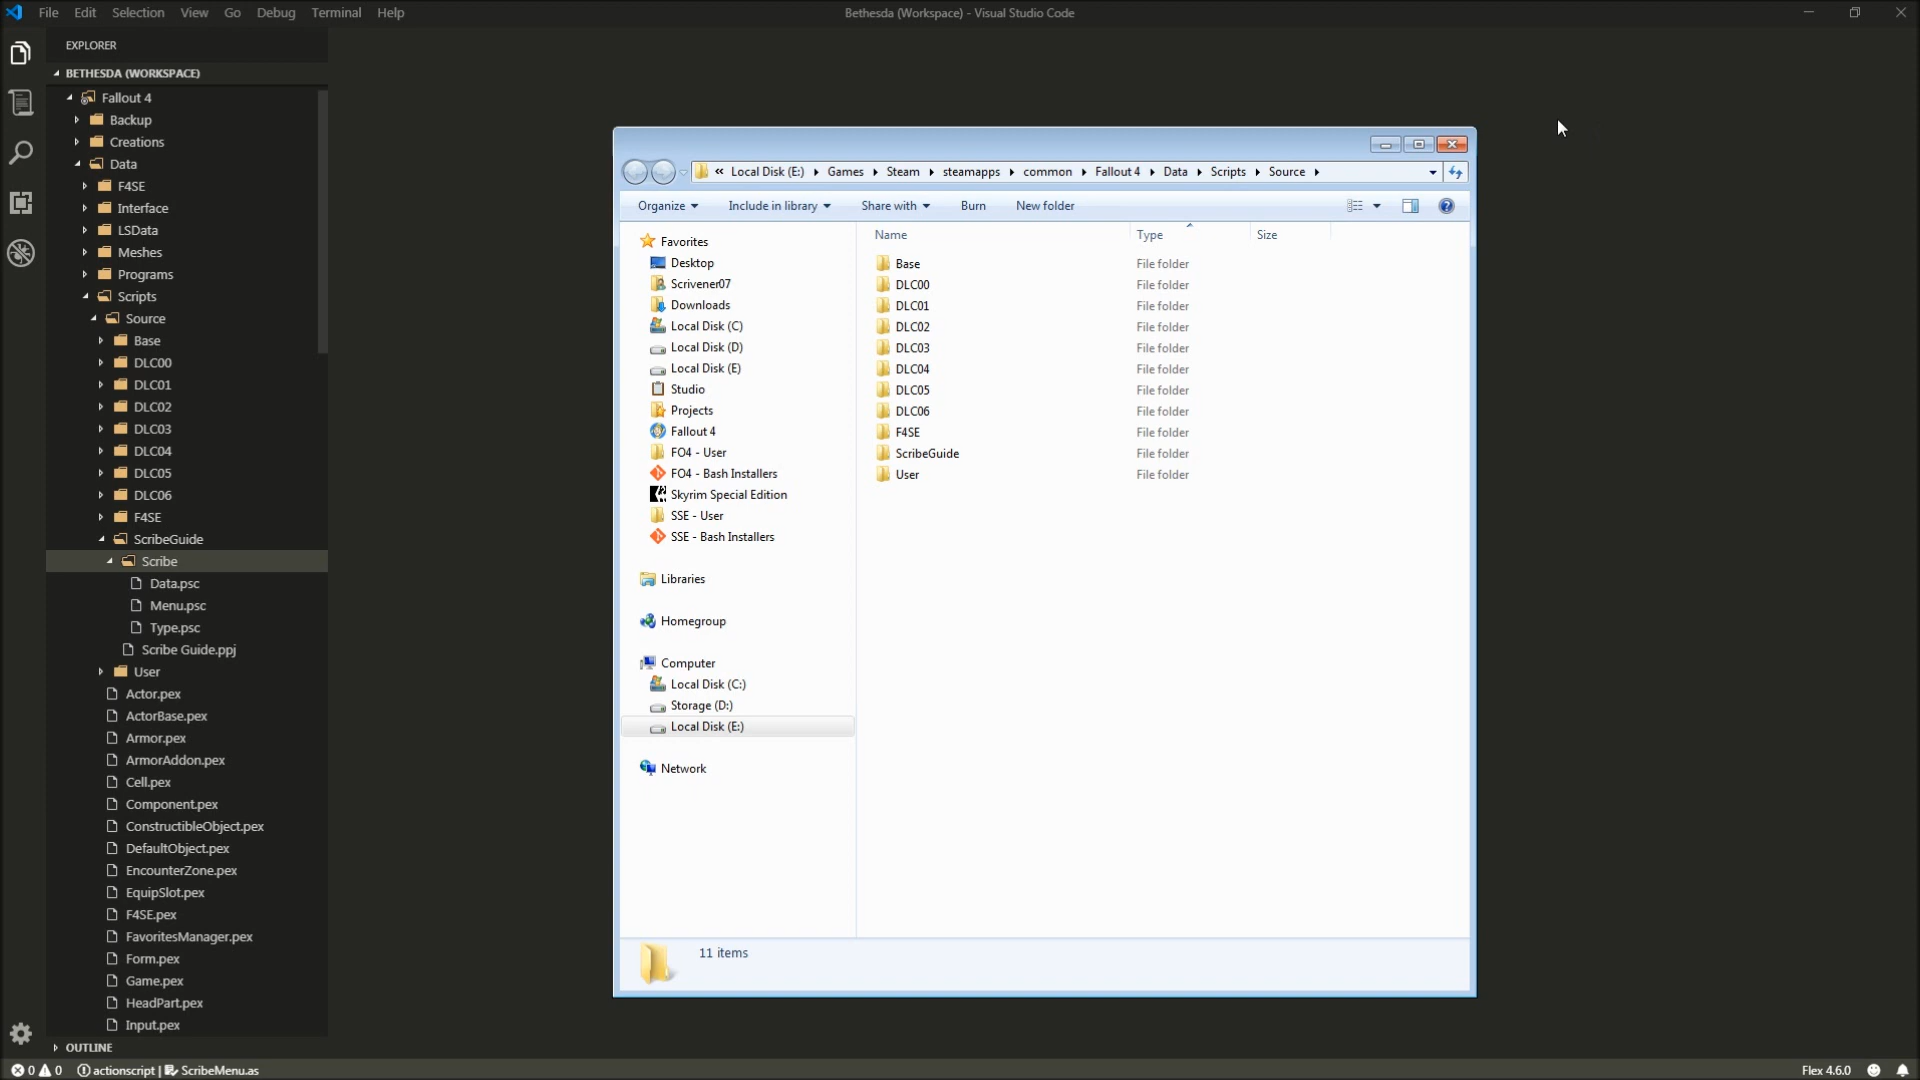 File Edit Selection View Go Debug Terminal Help
Bethesda (Workspace) - Visual Studio Code
EXPLORER
BETHESDA (WORKSPACE)
Fallout 4
Backup
Creations
Data
F4SE
Interface
LSData
Meshes
Programs
Scripts
Source
Base
DLC00
DLC01
DLC02
DLC03
DLC04
DLC05
DLC06
F4SE
ScribeGuide
Scribe
Data.psc
Menu.psc
Type.psc
Scribe Guide.ppj
User
Actor.pex
ActorBase.pex
Armor.pex
ArmorAddon.pex
Cell.pex
Component.pex
ConstructibleObject.pex
DefaultObject.pex
EncounterZone.pex
EquipSlot.pex
F4SE.pex
FavoritesManager.pex
Form.pex
Game.pex
HeadPart.pex
Input.pex
OUTLINE
« Local Disk (E:) Games Steam steamapps common Fallout 4 Data Scripts Source
Organize Include in library Share with Burn New folder
Favorites
Desktop
Scrivener07
Downloads
Local Disk (C)
Local Disk (D)
Local Disk (E)
Studio
Projects
Fallout 4
FO4 - User
FO4 - Bash Installers
Skyrim Special Edition
SSE - User
SSE - Bash Installers
Libraries
Homegroup
Computer
Local Disk (C:)
Storage (D:)
Local Disk (E:)
Network
Name Type Size
Base File folder
DLC00 File folder
DLC01 File folder
DLC02 File folder
DLC03 File folder
DLC04 File folder
DLC05 File folder
DLC06 File folder
F4SE File folder
ScribeGuide File folder
User File folder
11 items
0 0 actionscript | ScribeMenu.as
Flex 4.6.0